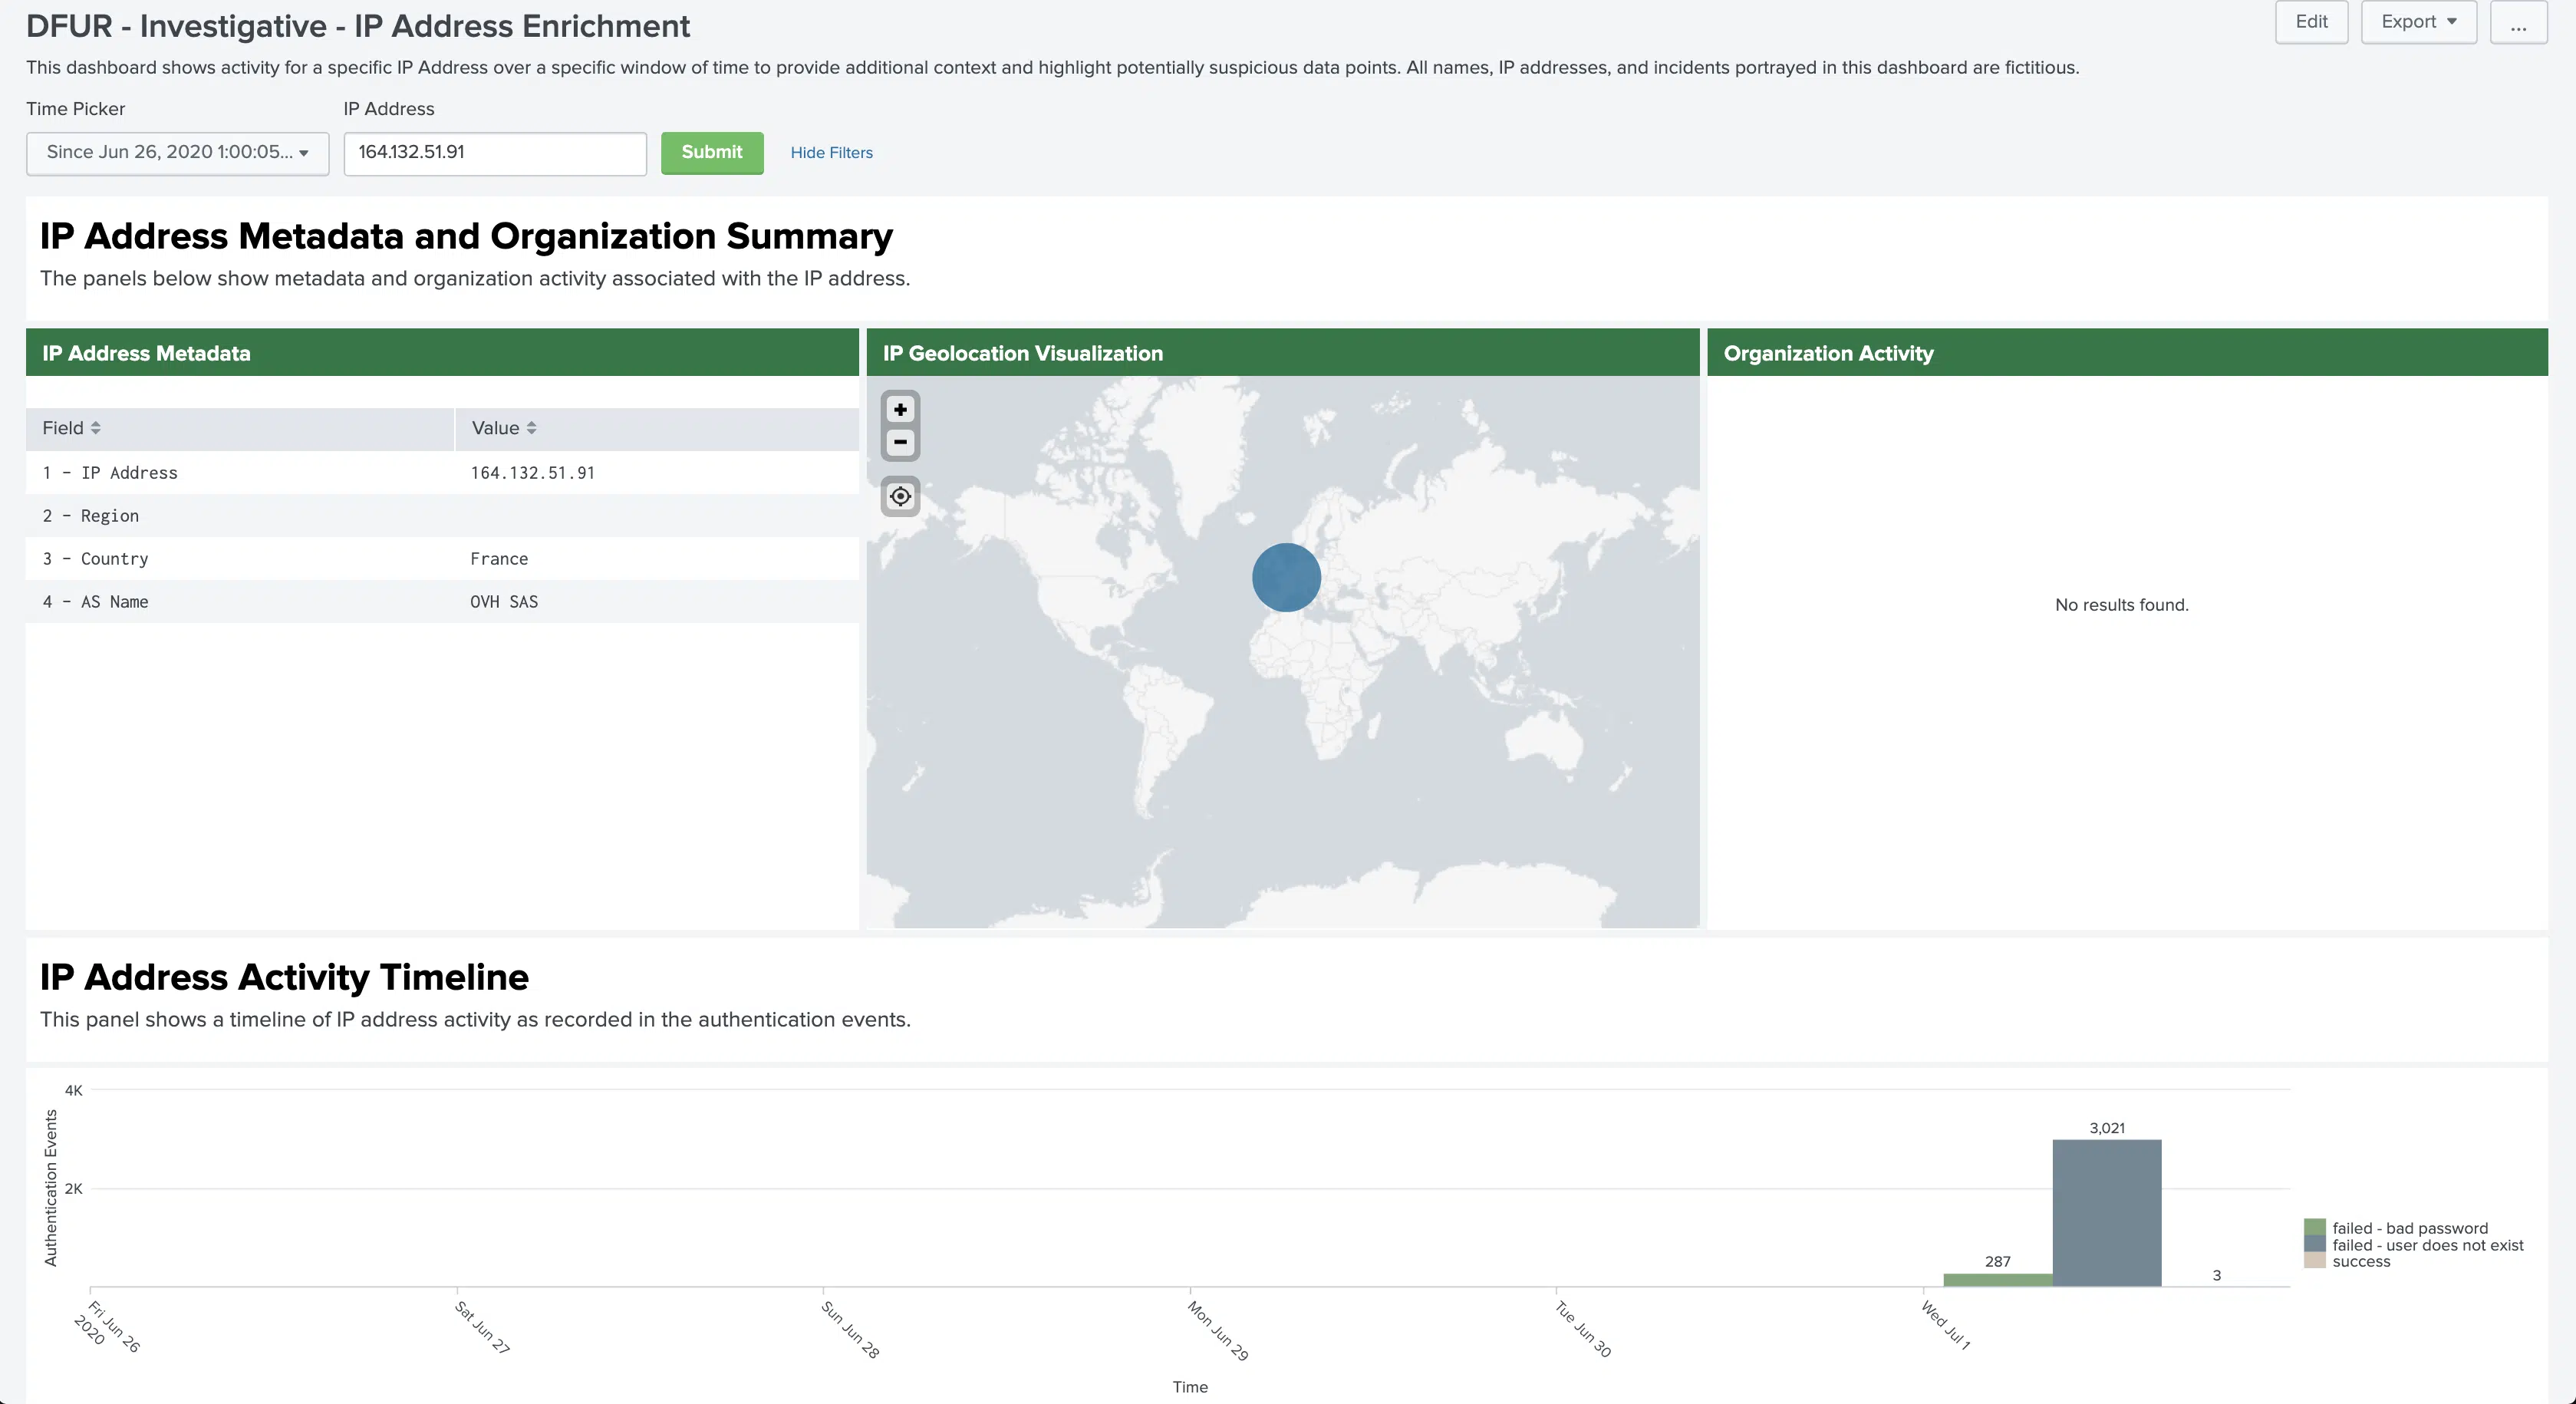 DFUR - Investigative - IP Address Enrichment
Edit
Export
...
This dashboard shows activity for a specific IP Address over a specific window of time to provide additional context and highlight potentially suspicious data points. All names, IP addresses, and incidents portrayed in this dashboard are fictitious.
Time Picker
IP Address
Since Jun 26, 2020 1:00:05...
164.132.51.91
Submit
Hide Filters
IP Address Metadata and Organization Summary
The panels below show metadata and organization activity associated with the IP address.
IP Address Metadata
IP Geolocation Visualization
Organization Activity
Field
Value
1 - IP Address
164.132.51.91
2 - Region
3 - Country
France
4 - AS Name
OVH SAS
No results found.
IP Address Activity Timeline
This panel shows a timeline of IP address activity as recorded in the authentication events.
Authentication Events
4K
2K
287
3,021
3
failed - bad password
failed - user does not exist
success
Fri Jun 26
2020
Sat Jun 27
Sun Jun 28
Mon Jun 29
Tue Jun 30
Wed Jul 1
Time